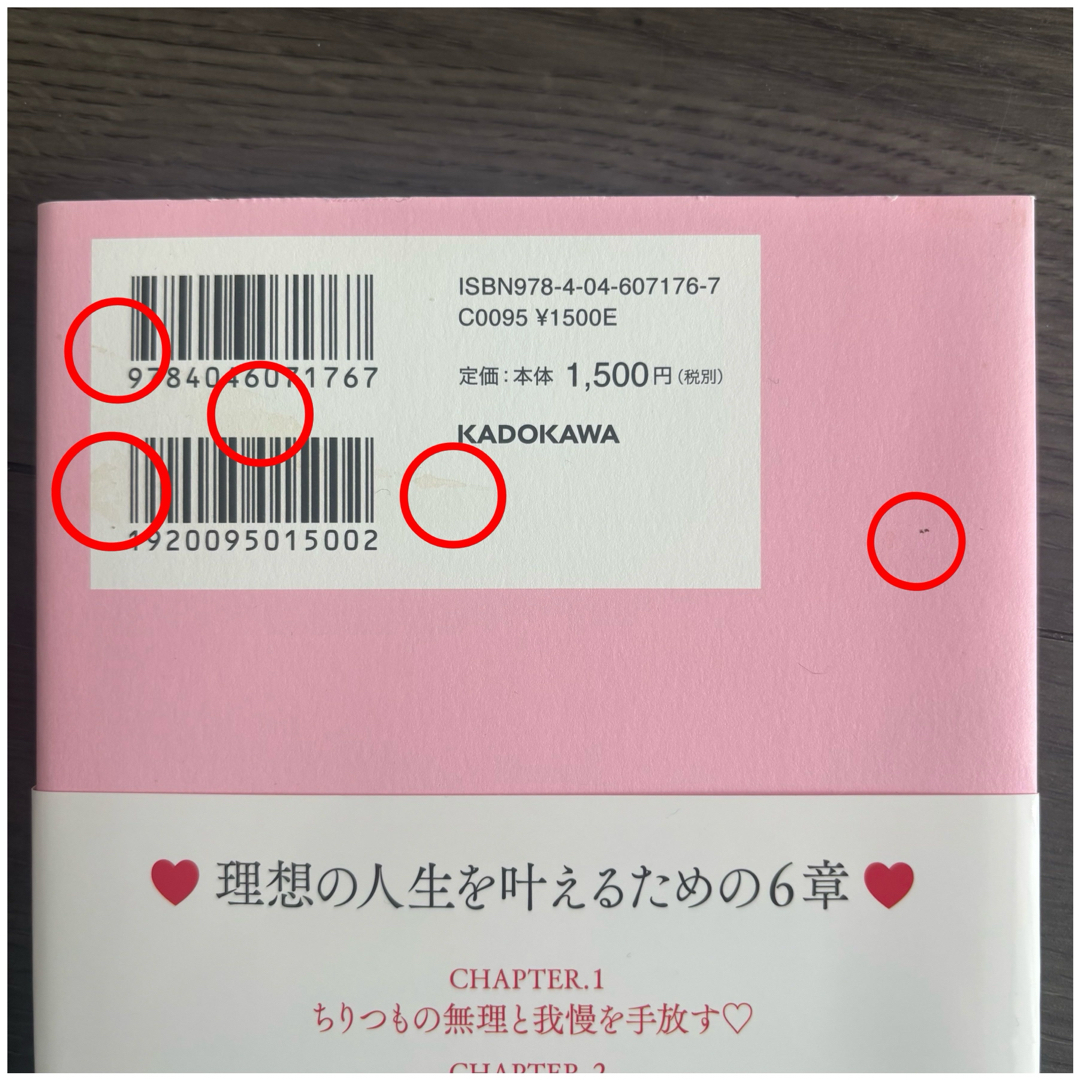 9784046071767
1920095015002
ISBN978-4-04-607176-7
C0095 ¥1500E
定価：本体 1,500円（税別）
KADOKAWA
♥ 理想の人生を叶えるための6章 ♥
CHAPTER.1
ちりつもの無理と我慢を手放す♡
CHAPTER.2